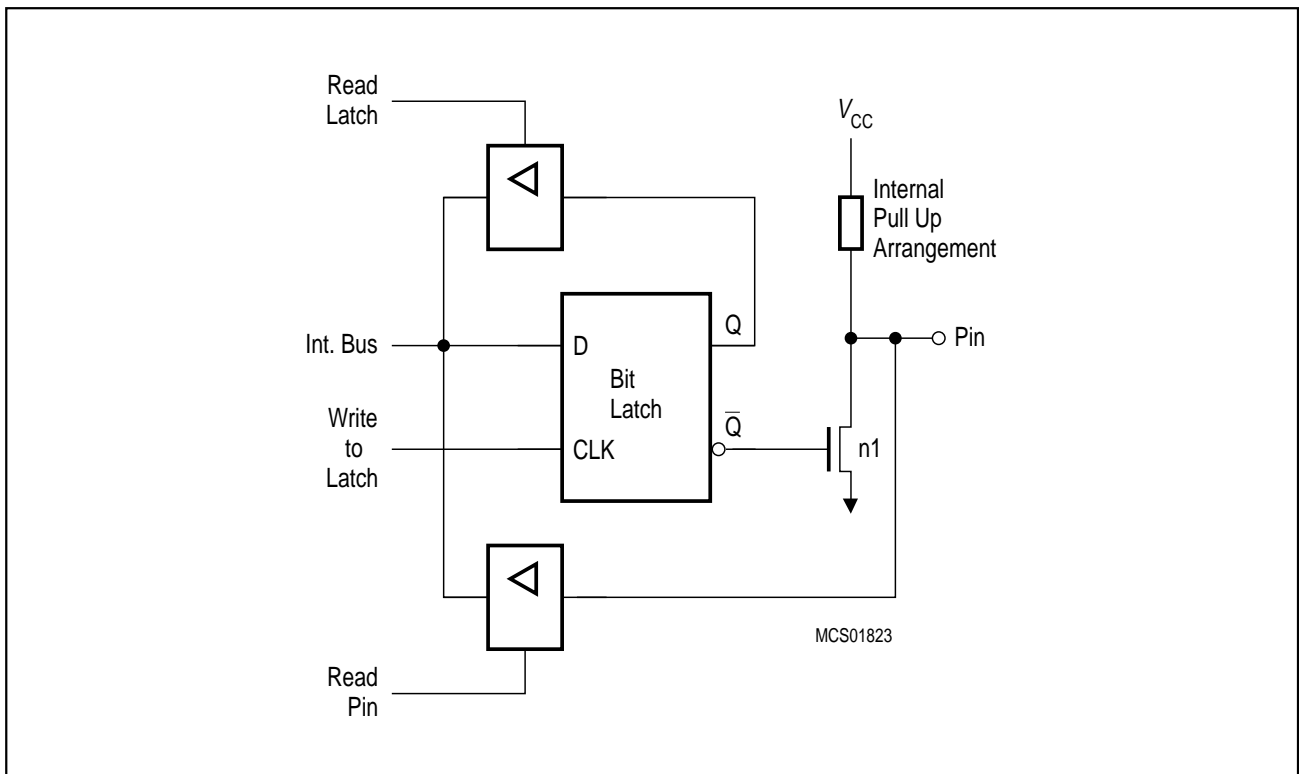 Read
Latch
V_CC
Internal
Pull Up
Arrangement
Q
Int. Bus
D
Pin
Bit
Latch
Q̅
Write
to
Latch
CLK
n1
MCS01823
Read
Pin